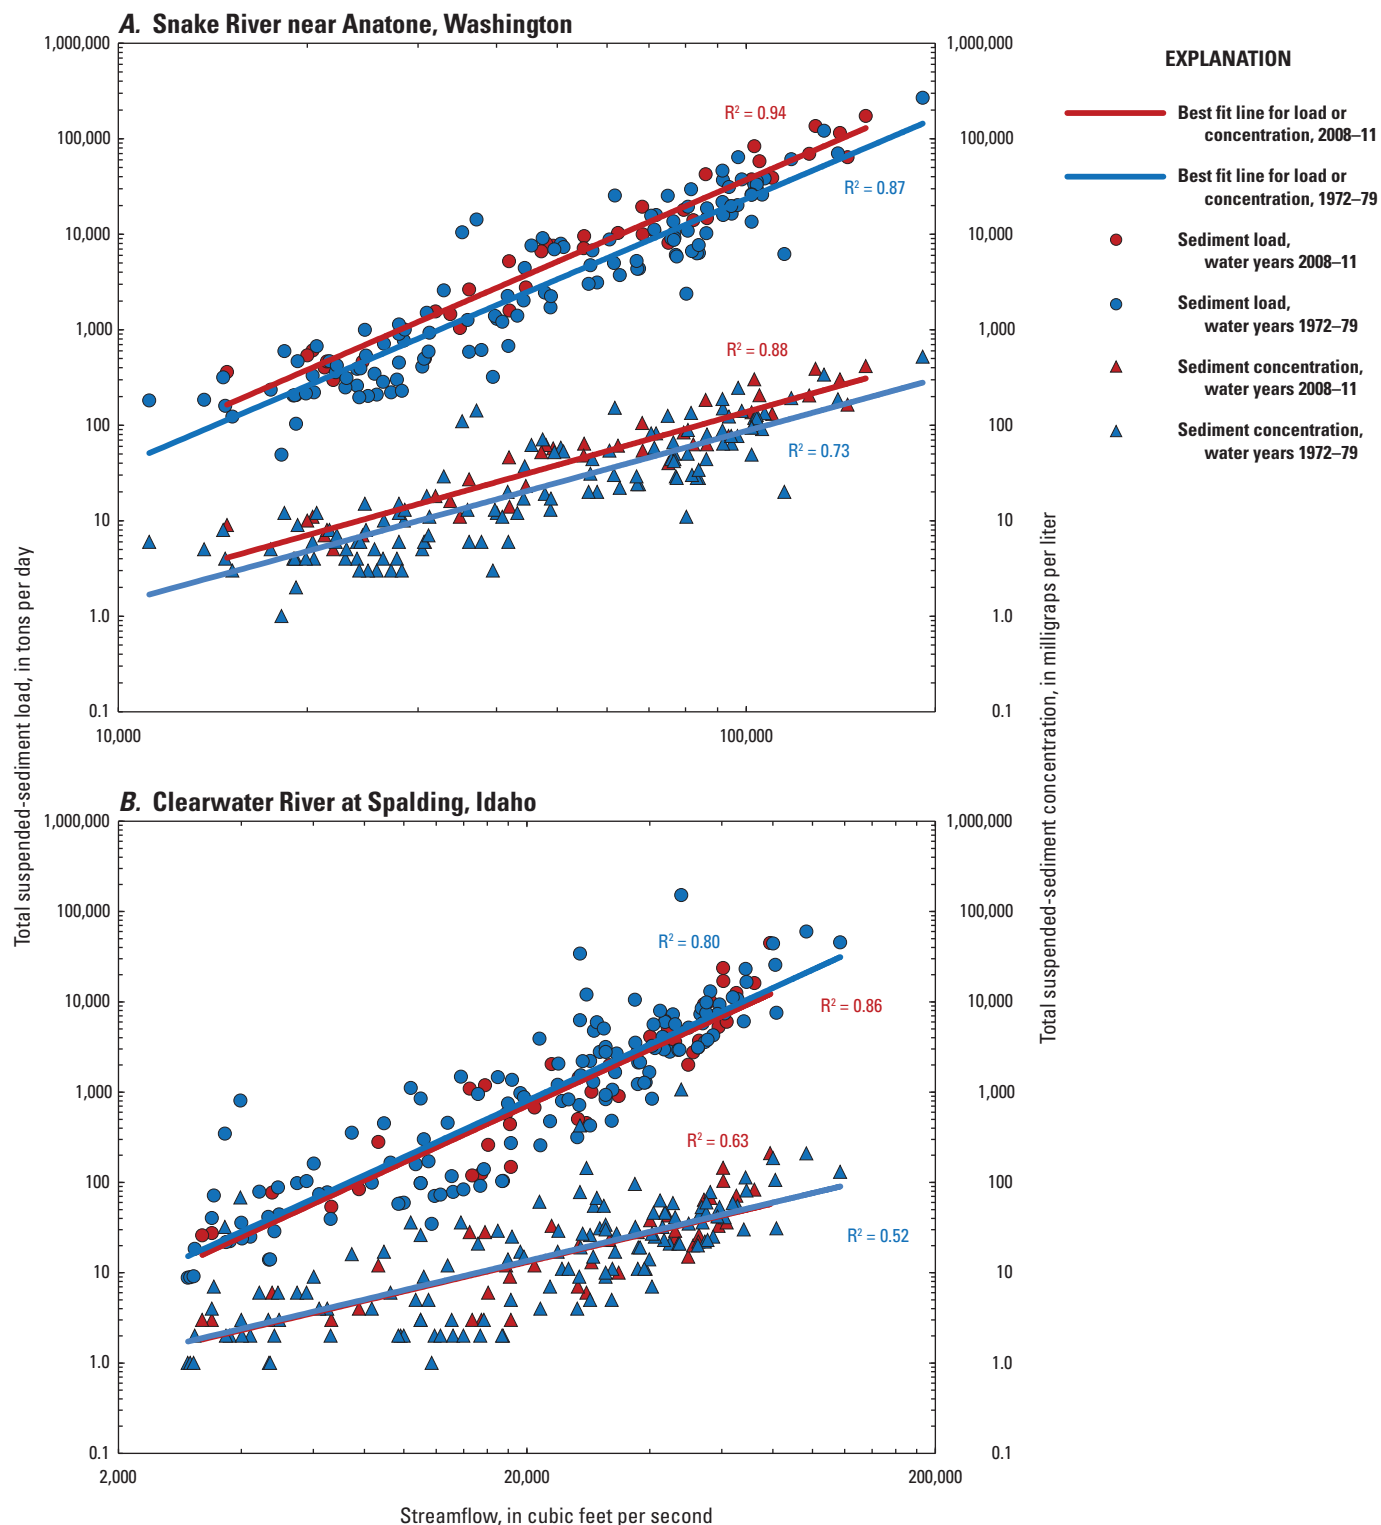 A. Snake River near Anatone, Washington
1,000,000
100,000
10,000
1,000
100
10
1.0
0.1
1,000,000
100,000
10,000
1,000
100
10
1.0
0.1
R² = 0.94
R² = 0.87
R² = 0.88
R² = 0.73
10,000
100,000
EXPLANATION
Best fit line for load or
concentration, 2008–11
Best fit line for load or
concentration, 1972–79
Sediment load,
water years 2008–11
Sediment load,
water years 1972–79
Sediment concentration,
water years 2008–11
Sediment concentration,
water years 1972–79
Total suspended-sediment load, in tons per day
Total suspended-sediment concentration, in milligraps per liter
B. Clearwater River at Spalding, Idaho
1,000,000
100,000
10,000
1,000
100
10
1.0
0.1
1,000,000
100,000
10,000
1,000
100
10
1.0
0.1
R² = 0.80
R² = 0.86
R² = 0.63
R² = 0.52
2,000
20,000
200,000
Streamflow, in cubic feet per second